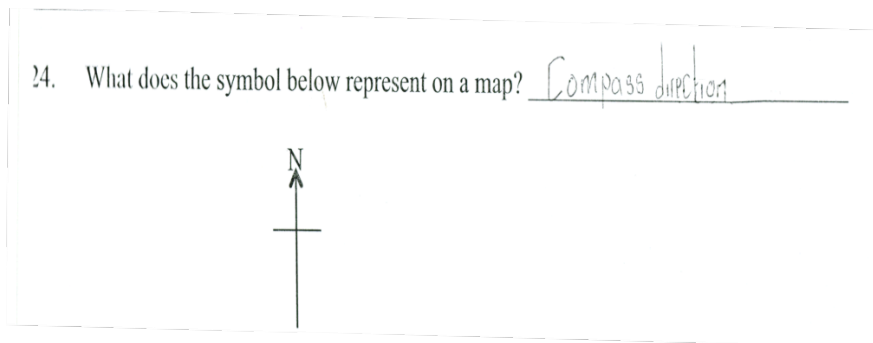 24. What does the symbol below represent on a map? Compass direction
N